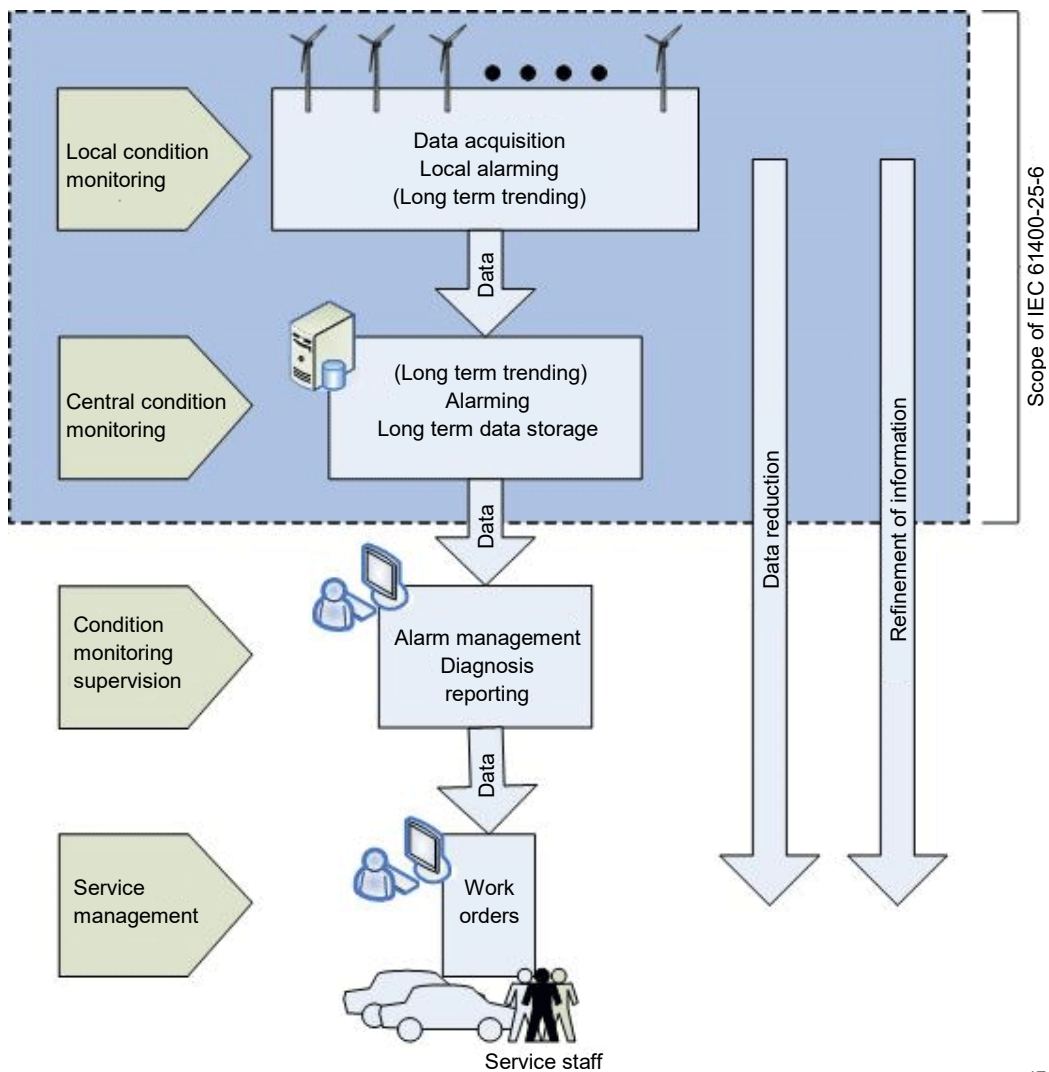 Local condition
monitoring
Data acquisition
Local alarming
(Long term trending)
Data
Central condition
monitoring
(Long term trending)
Alarming
Long term data storage
Data
Condition
monitoring
supervision
Alarm management
Diagnosis
reporting
Data
Service
management
Work
orders
Service staff
Data reduction
Refinement of information
Scope of IEC 61400-25-6